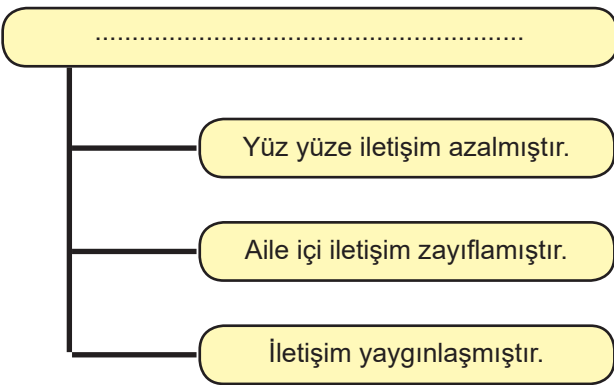 ..........................................................
Yüz yüze iletişim azalmıştır.
Aile içi iletişim zayıflamıştır.
İletişim yaygınlaşmıştır.